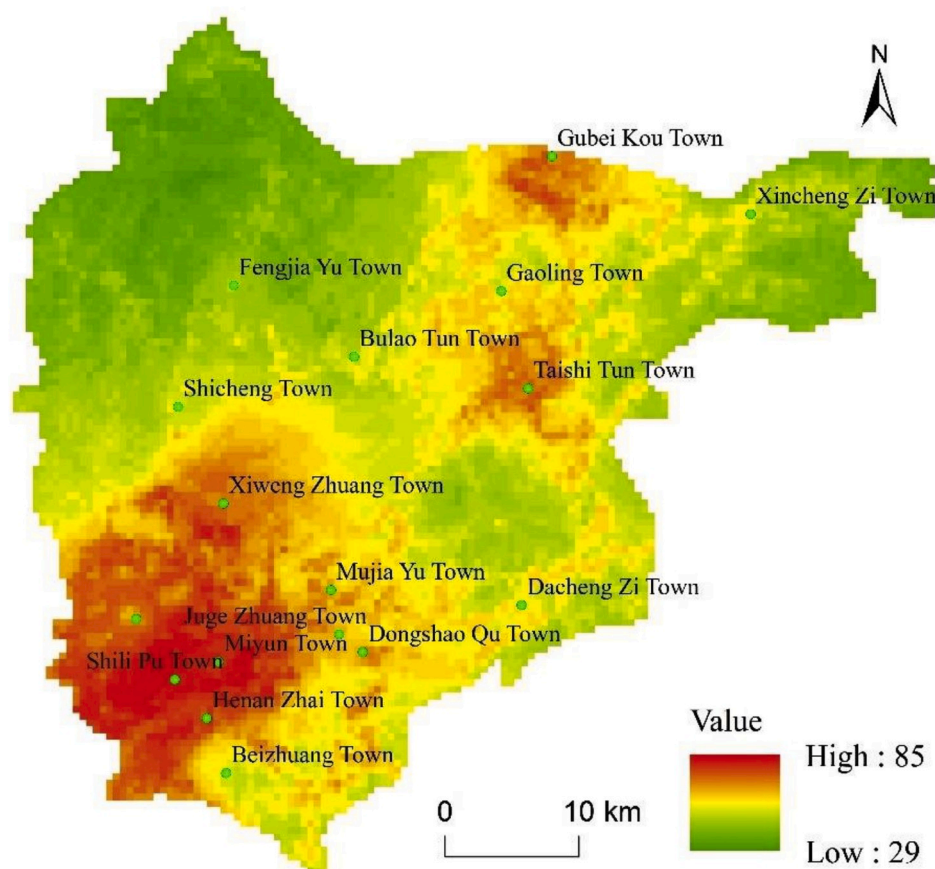 N
Gubei Kou Town
Xincheng Zi Town
Fengjia Yu Town
Gaoling Town
Bulao Tun Town
Taishi Tun Town
Shicheng Town
Xiweng Zhuang Town
Mujia Yu Town
Dacheng Zi Town
Juge Zhuang Town
Dongshao Qu Town
Miyun Town
Shili Pu Town
Henan Zhai Town
Beizhuang Town
Value
High : 85
Low : 29
0 10 km